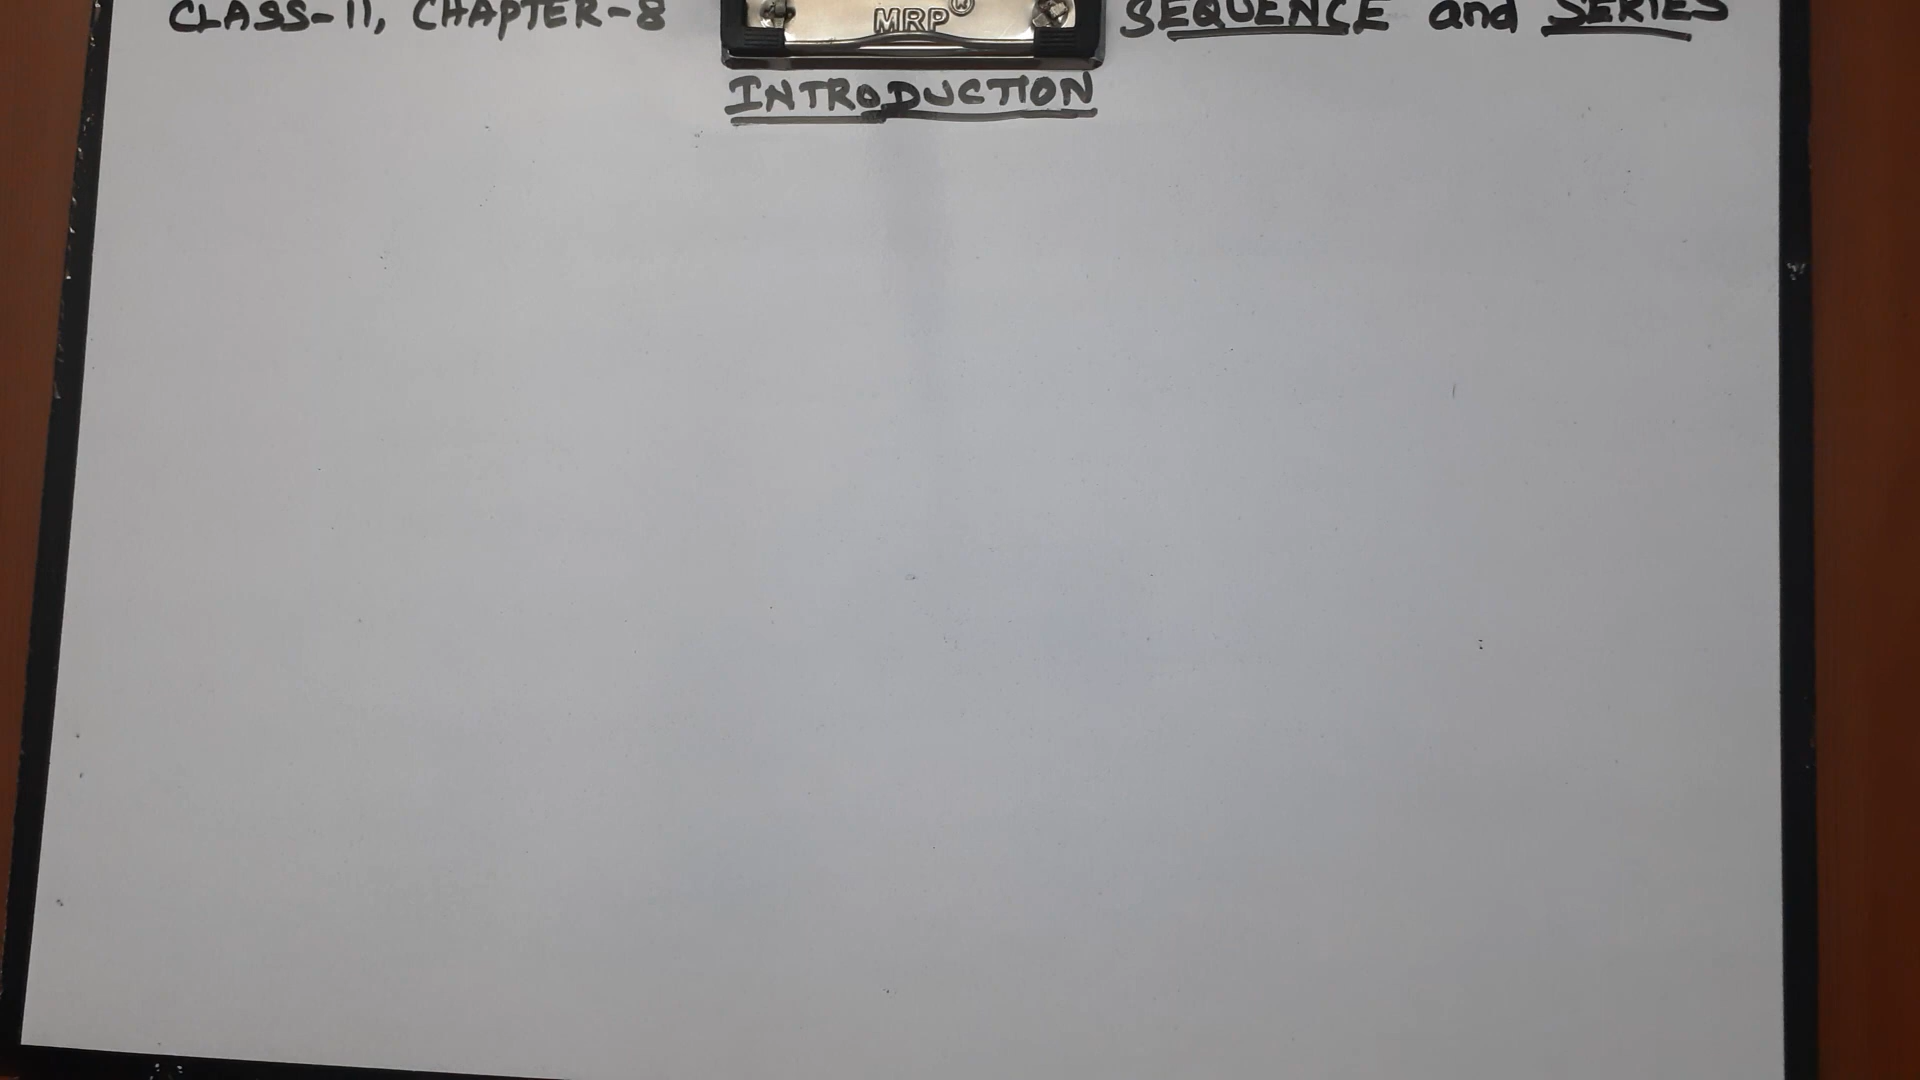 CLASS-11, CHAPTER-8
MRP
SEQUENCE and SERIES
INTRODUCTION